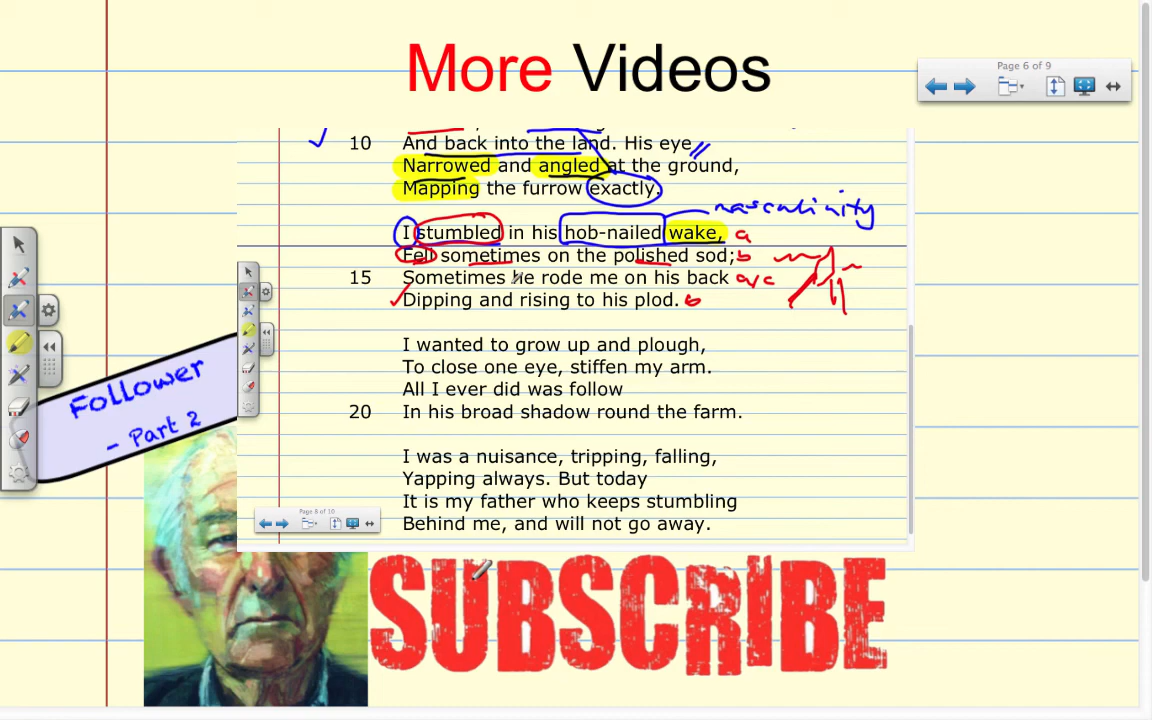 More Videos
Page 6 of 9
10 And back into the land. His eye
Narrowed and angled at the ground,
Mapping the furrow exactly.
masculinity
I stumbled in his hob-nailed wake, a
Fell sometimes on the polished sod; b
15 Sometimes he rode me on his back a/c
Dipping and rising to his plod. b
I wanted to grow up and plough,
To close one eye, stiffen my arm.
All I ever did was follow
20 In his broad shadow round the farm.
I was a nuisance, tripping, falling,
Yapping always. But today
It is my father who keeps stumbling
Behind me, and will not go away.
Page 8 of 10
Follower
- Part 2
SUBSCRIBE